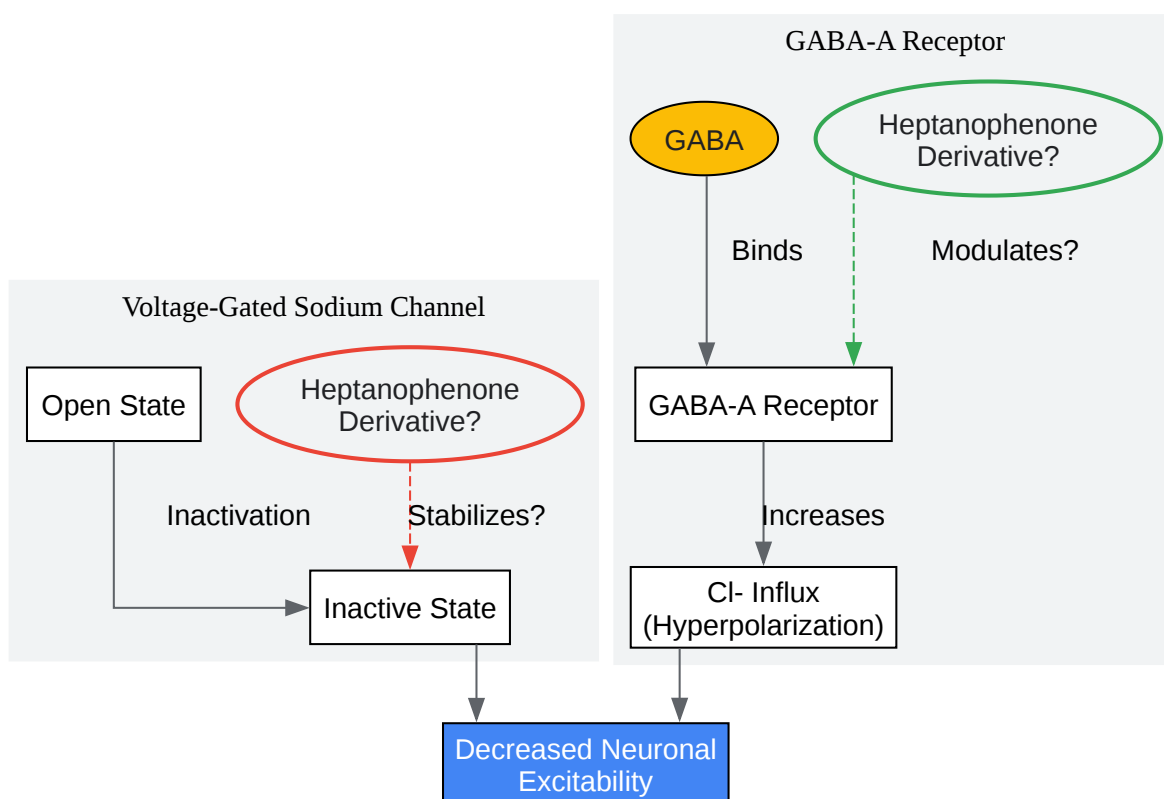 GABA-A Receptor
GABA
Heptanophenone
Derivative?
Binds
Modulates?
Voltage-Gated Sodium Channel
Open State
Heptanophenone
Derivative?
GABA-A Receptor
Inactivation
Stabilizes?
Increases
Inactive State
Cl- Influx
(Hyperpolarization)
Decreased Neuronal
Excitability